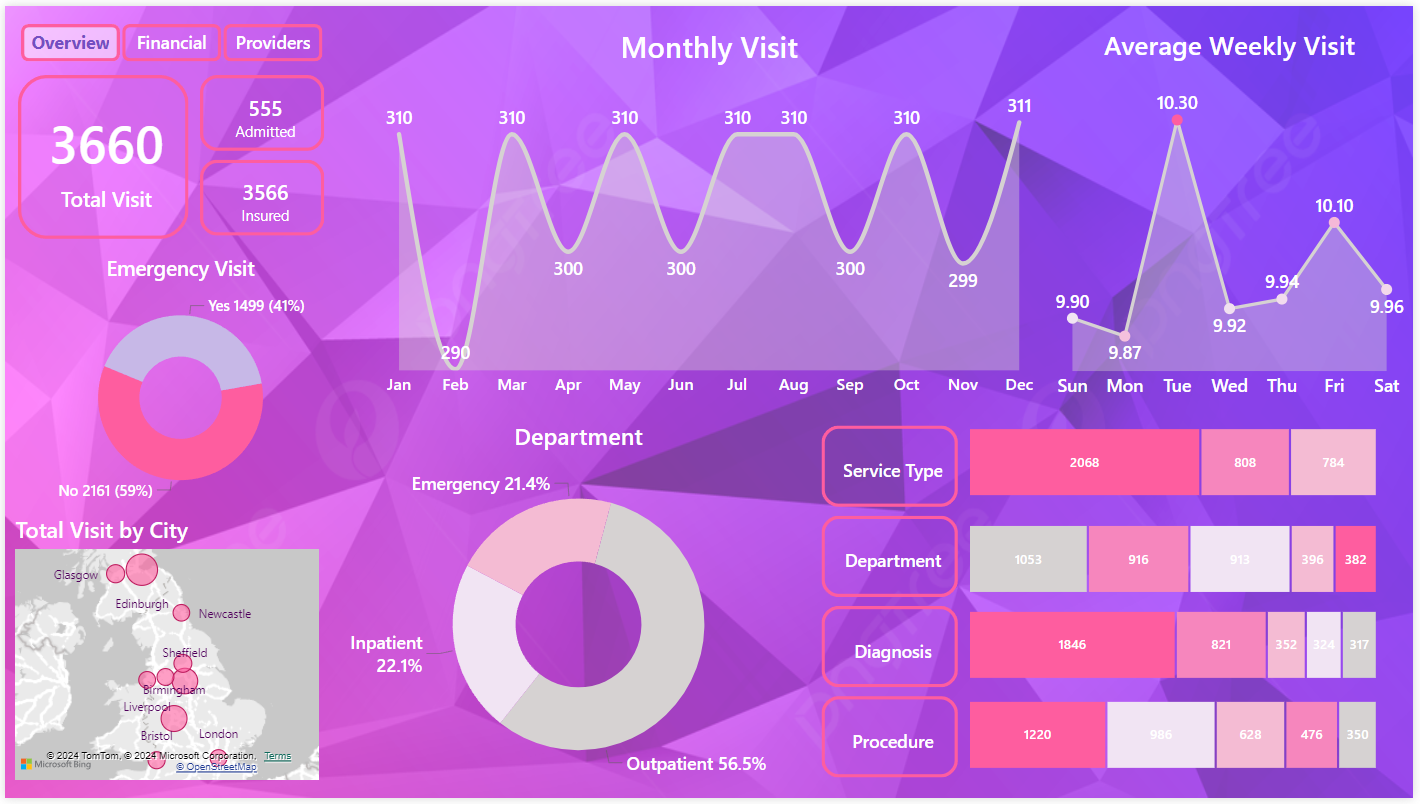 Overview
Financial
Providers
3660
Total Visit
555
Admitted
3566
Insured
Emergency Visit
Yes 1499 (41%)
No 2161 (59%)
Total Visit by City
Glasgow
Edinburgh
Newcastle
Sheffield
Birmingham
Liverpool
Bristol
London
© 2024 TomTom, © 2024 Microsoft Corporation, Terms
Microsoft Bing
© OpenStreetMap
Monthly Visit
310
290
310
300
310
300
310
310
300
310
299
311
Jan
Feb
Mar
Apr
May
Jun
Jul
Aug
Sep
Oct
Nov
Dec
Average Weekly Visit
9.90
9.87
10.30
9.92
9.94
10.10
9.96
Sun
Mon
Tue
Wed
Thu
Fri
Sat
Department
Emergency 21.4%
Inpatient
22.1%
Outpatient 56.5%
Service Type
2068
808
784
Department
1053
916
913
396
382
Diagnosis
1846
821
352
324
317
Procedure
1220
986
628
476
350